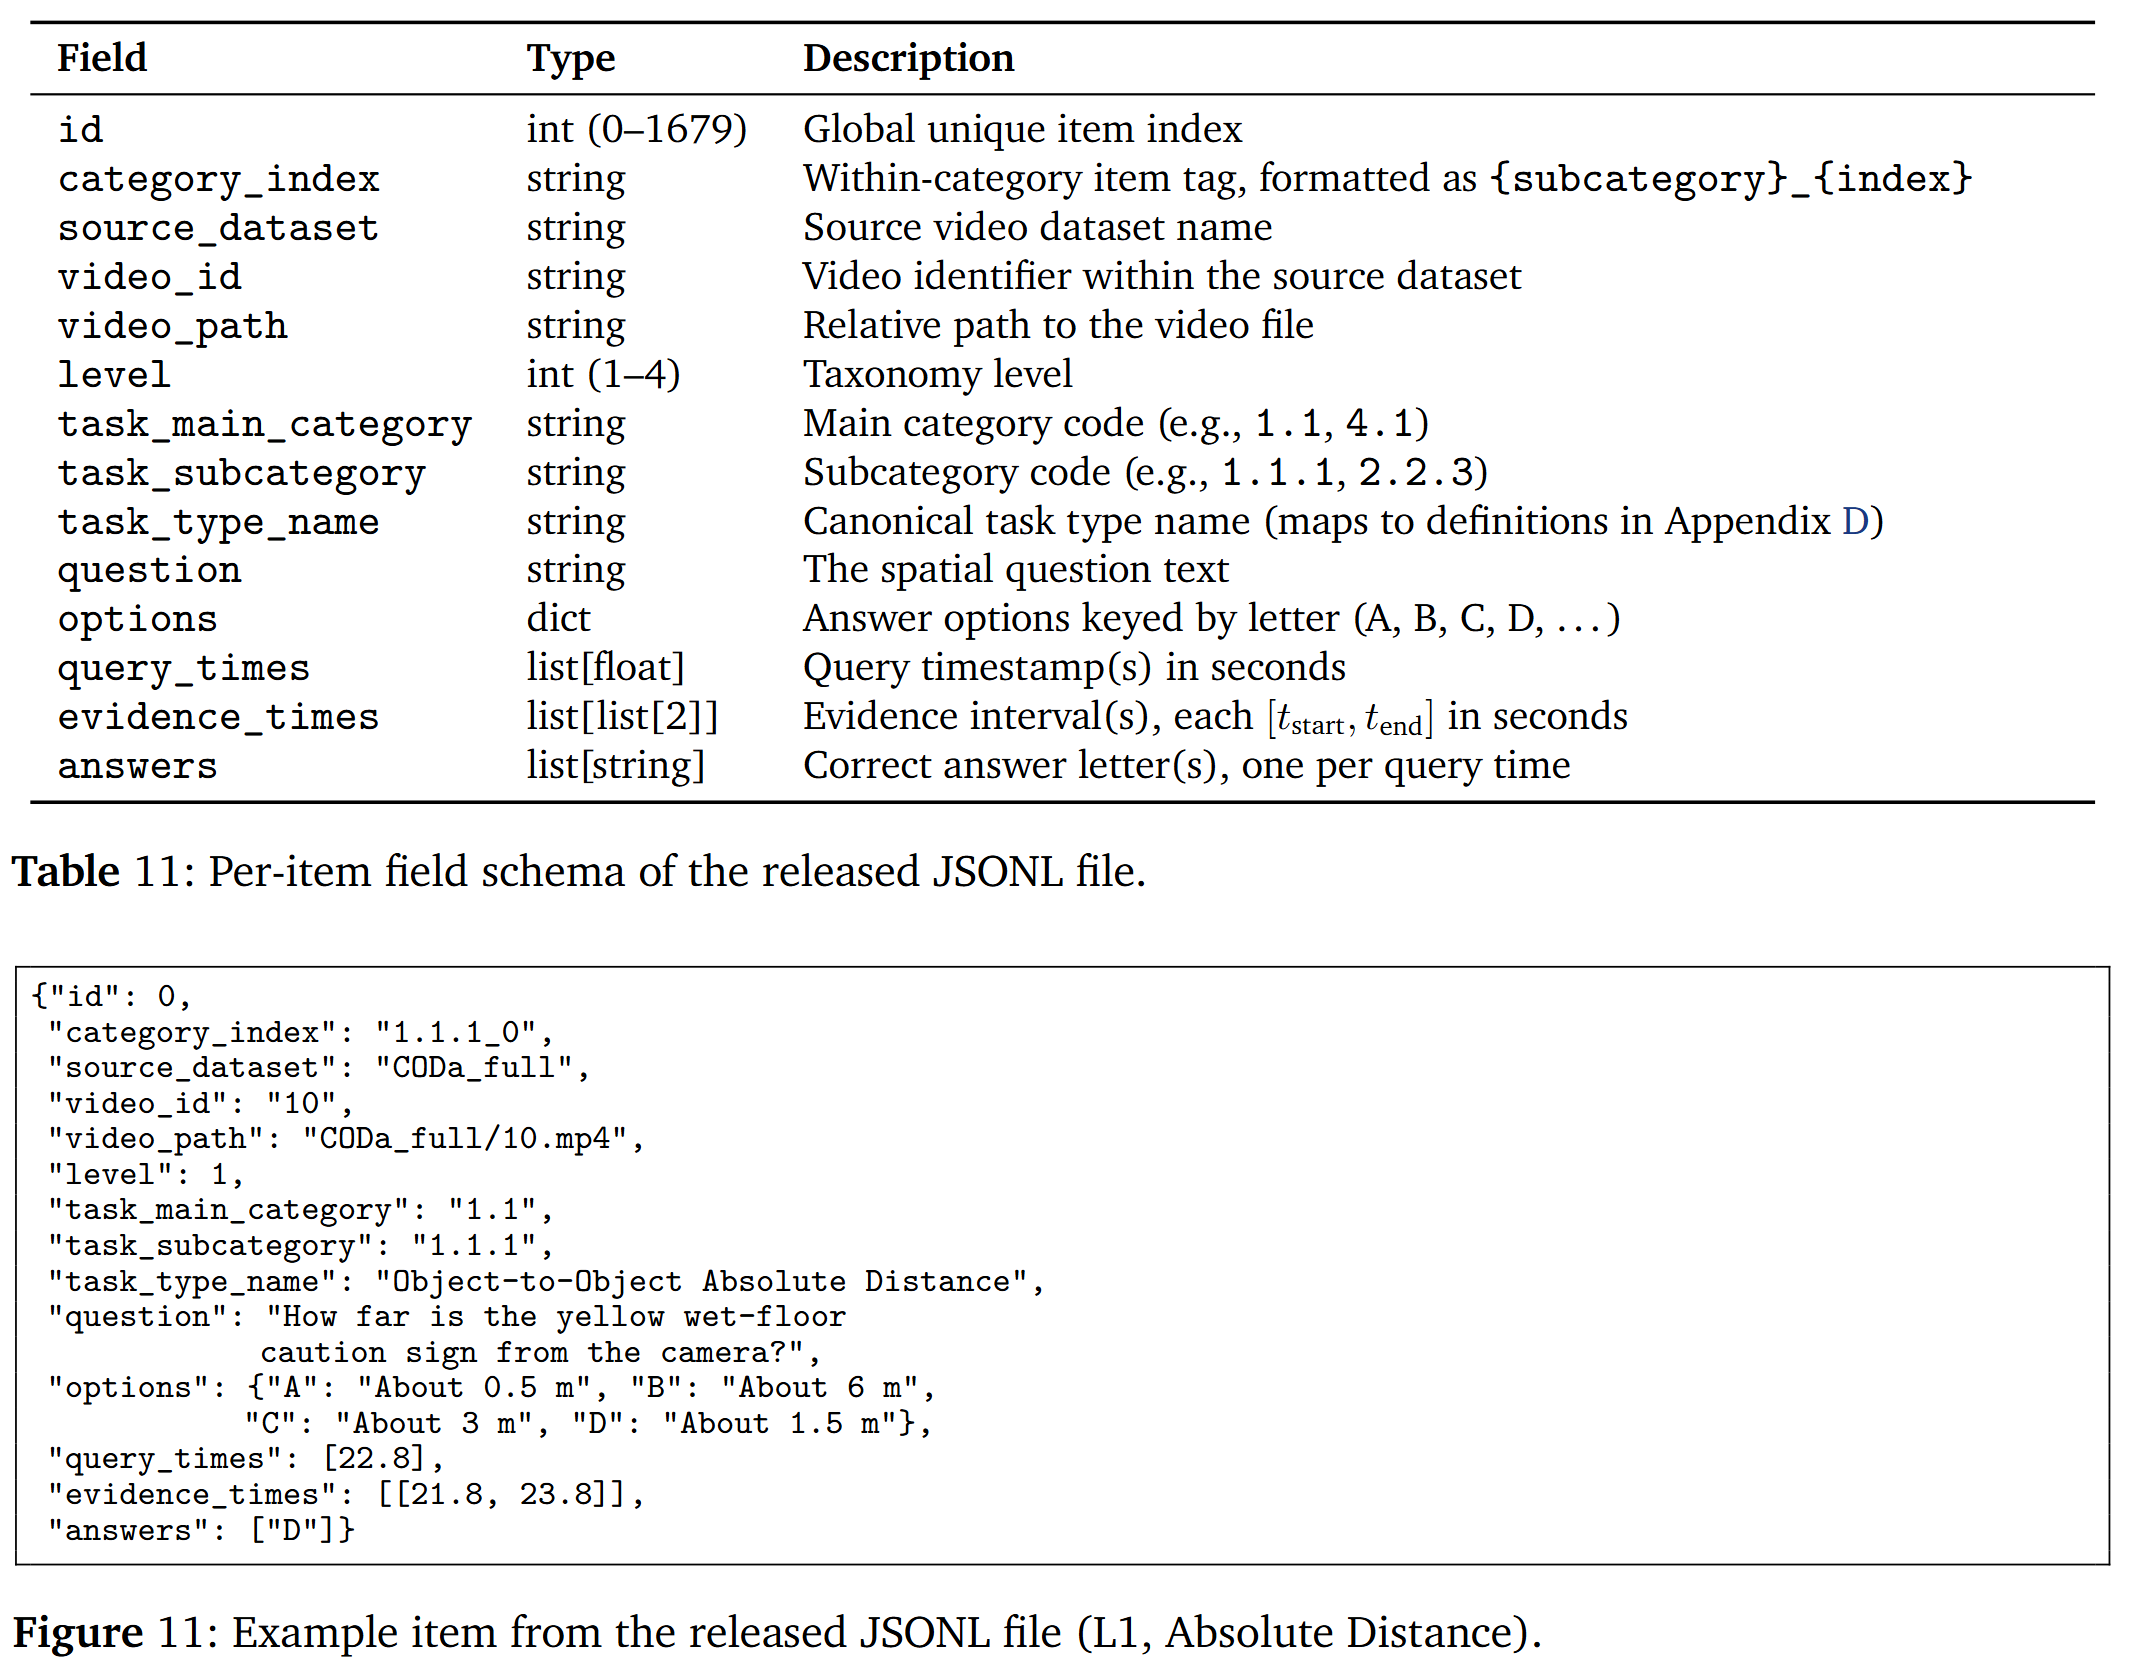 Field Type Description
id int (0–1679) Global unique item index
category_index string Within-category item tag, formatted as {subcategory}_{index}
source_dataset string Source video dataset name
video_id string Video identifier within the source dataset
video_path string Relative path to the video file
level int (1–4) Taxonomy level
task_main_category string Main category code (e.g., 1.1, 4.1)
task_subcategory string Subcategory code (e.g., 1.1.1, 2.2.3)
task_type_name string Canonical task type name (maps to definitions in Appendix D)
question string The spatial question text
options dict Answer options keyed by letter (A, B, C, D, ...)
query_times list[float] Query timestamp(s) in seconds
evidence_times list[list[2]] Evidence interval(s), each [tstart, tend] in seconds
answers list[string] Correct answer letter(s), one per query time
Table 11: Per-item field schema of the released JSONL file.
{"id": 0,
"category_index": "1.1.1_0",
"source_dataset": "CODa_full",
"video_id": "10",
"video_path": "CODa_full/10.mp4",
"level": 1,
"task_main_category": "1.1",
"task_subcategory": "1.1.1",
"task_type_name": "Object-to-Object Absolute Distance",
"question": "How far is the yellow wet-floor
caution sign from the camera?",
"options": {"A": "About 0.5 m", "B": "About 6 m",
"C": "About 3 m", "D": "About 1.5 m"},
"query_times": [22.8],
"evidence_times": [[21.8, 23.8]],
"answers": ["D"]}
Figure 11: Example item from the released JSONL file (L1, Absolute Distance).